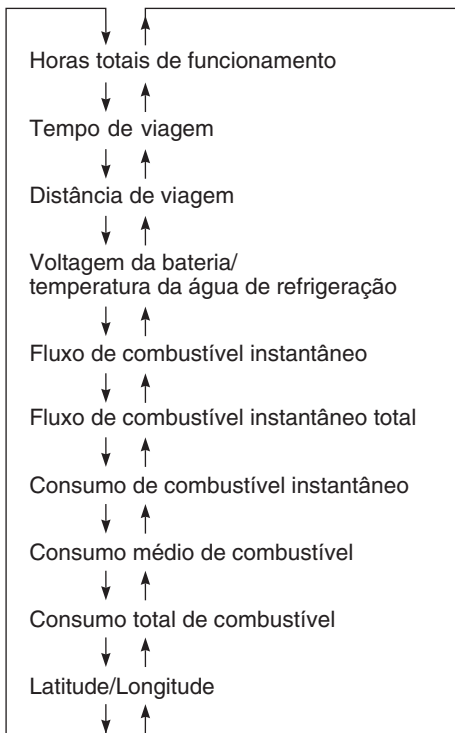 Horas totais de funcionamento
Tempo de viagem
Distância de viagem
Voltagem da bateria/
temperatura da água de refrigeração
Fluxo de combustível instantâneo
Fluxo de combustível instantâneo total
Consumo de combustível instantâneo
Consumo médio de combustível
Consumo total de combustível
Latitude/Longitude